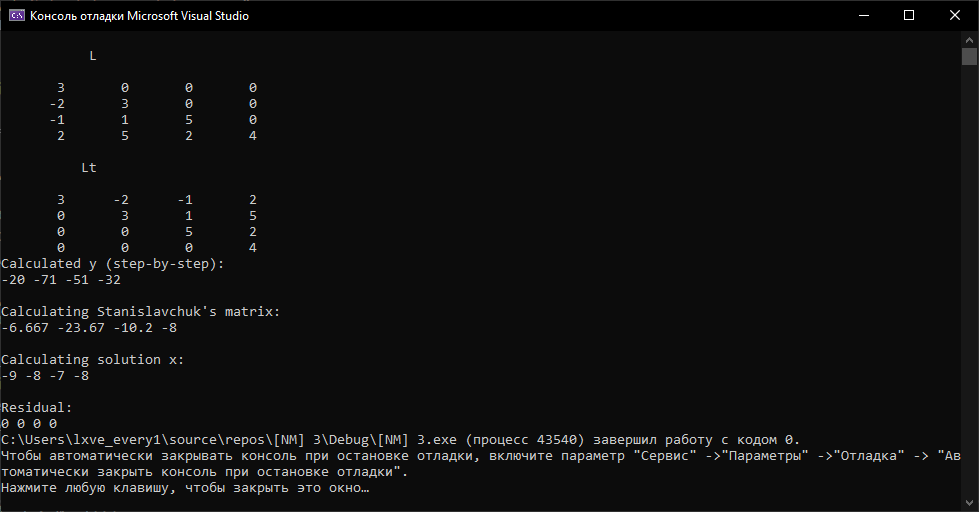 Консоль отладки Microsoft Visual Studio
L
3 0 0 0
-2 3 0 0
-1 1 5 0
2 5 2 4
Lt
3 -2 -1 2
0 3 1 5
0 0 5 2
0 0 0 4
Calculated y (step-by-step):
-20 -71 -51 -32
Calculating Stanislavchuk's matrix:
-6.667 -23.67 -10.2 -8
Calculating solution x:
-9 -8 -7 -8
Residual:
0 0 0 0
C:\Users\lxve_every1\source\repos\[NM] 3\Debug\[NM] 3.exe (процесс 43540) завершил работу с кодом 0.
Чтобы автоматически закрывать консоль при остановке отладки, включите параметр "Сервис" ->"Параметры" ->"Отладка" -> "Ав
томатически закрыть консоль при остановке отладки".
Нажмите любую клавишу, чтобы закрыть это окно…